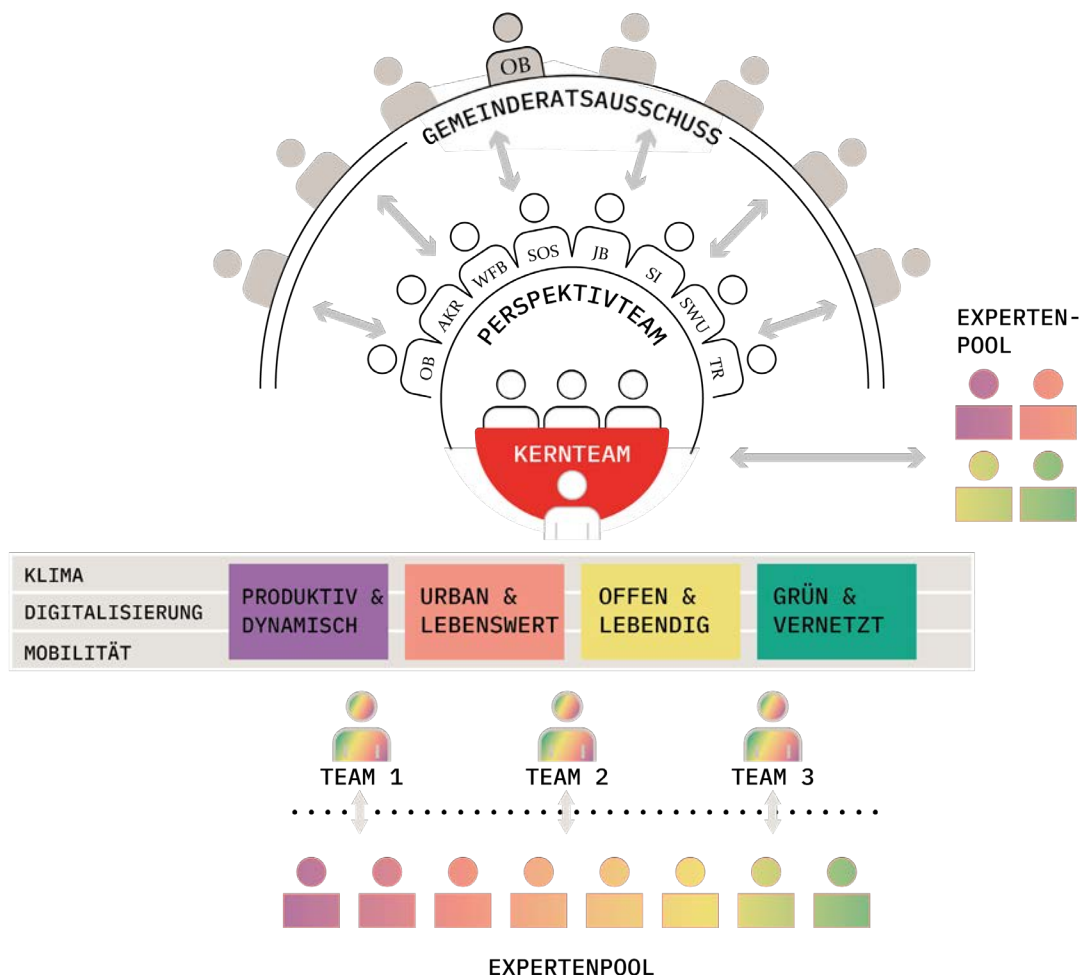 OB
GEMEINDERATSAUSSCHUSS
OB
AKR
WFB
SOS
JB
SI
SWU
TR
PERSPEKTIVTEAM
KERNTEAM
EXPERTEN-
POOL
KLIMA
DIGITALISIERUNG
MOBILITÄT
PRODUKTIV &
DYNAMISCH
URBAN &
LEBENSWERT
OFFEN &
LEBENDIG
GRÜN &
VERNETZT
TEAM 1
TEAM 2
TEAM 3
EXPERTENPOOL